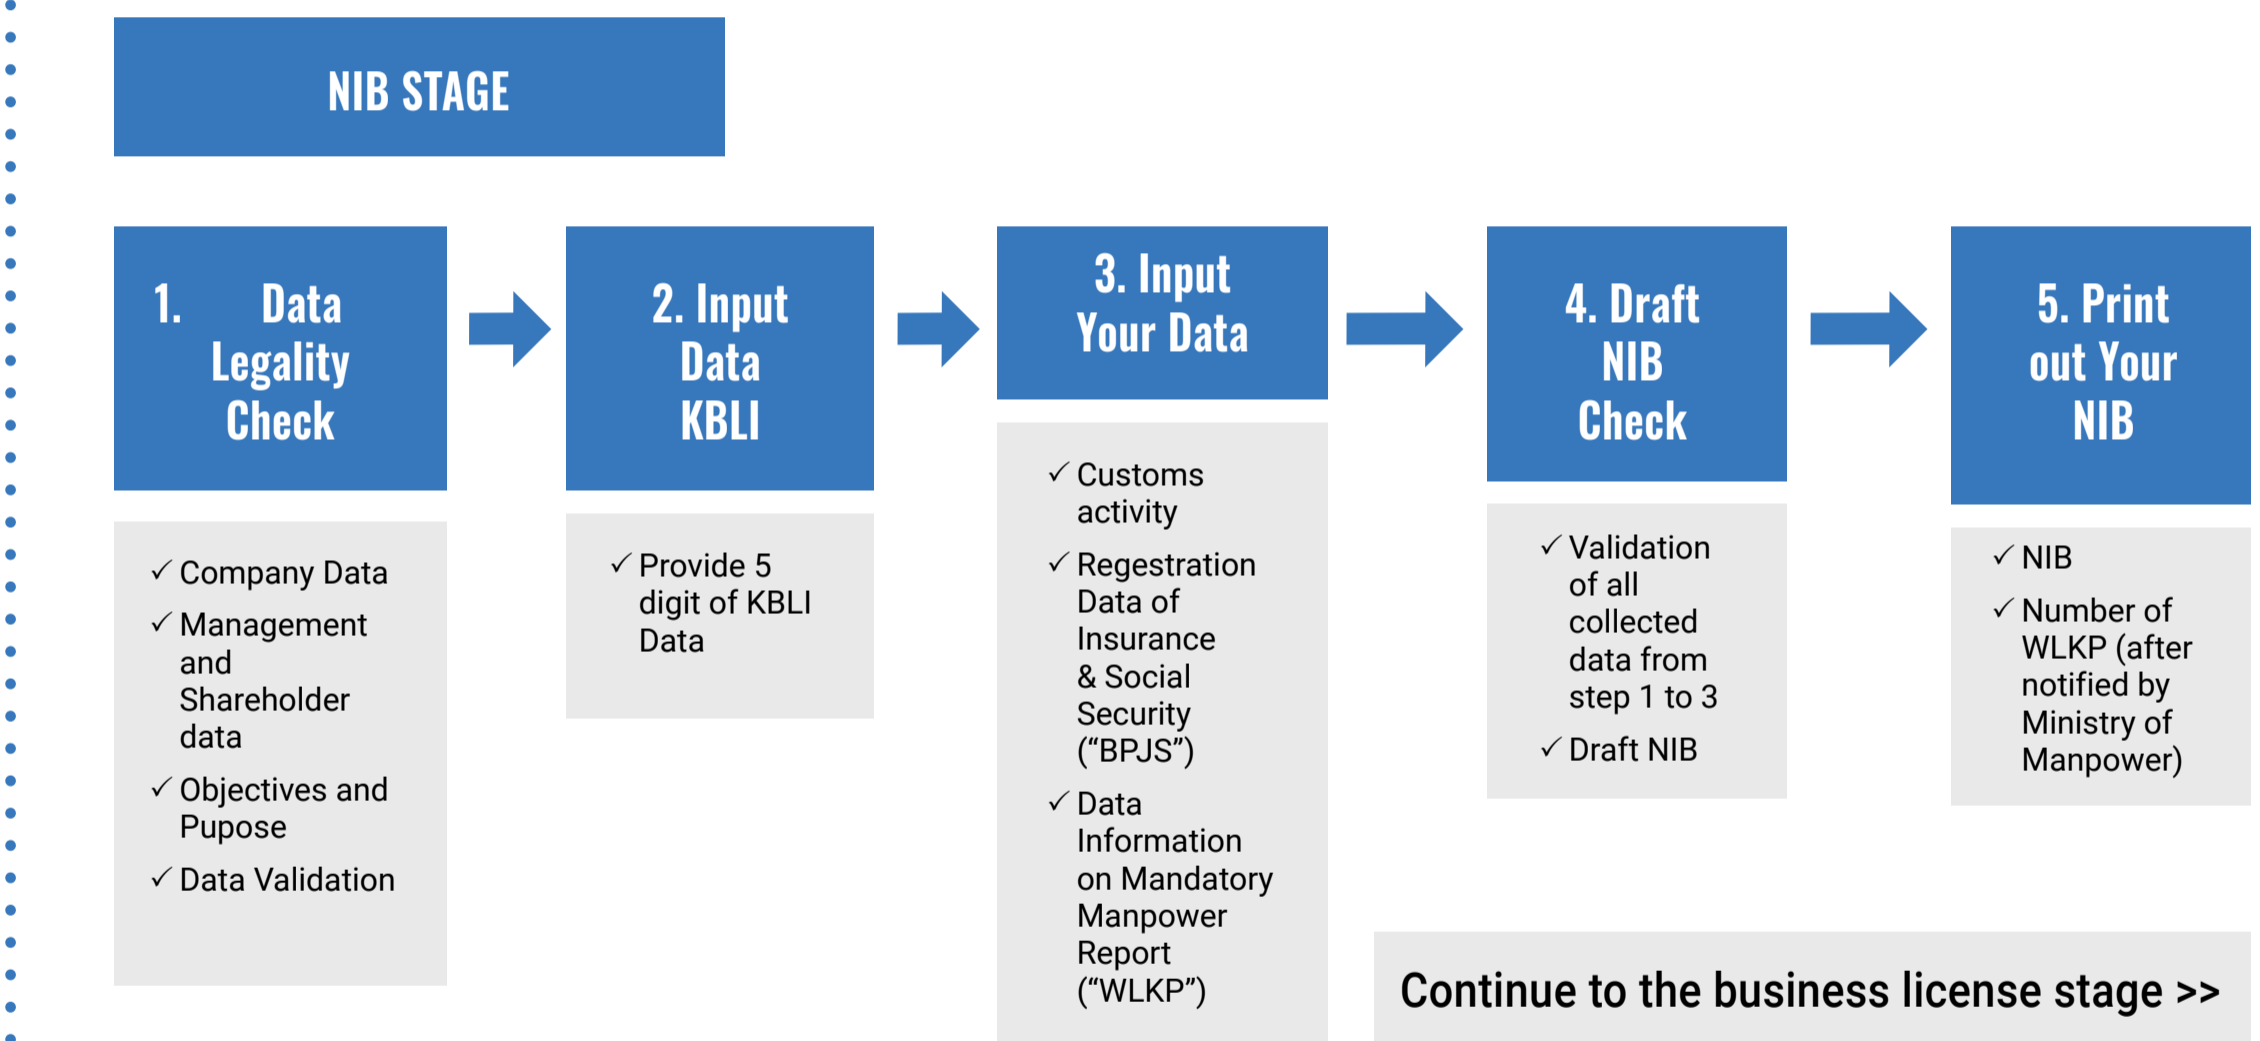 NIB STAGE
1. Data
Legality
Check
✓ Company Data
✓ Management
and
Shareholder
data
✓ Objectives and
Pupose
✓ Data Validation
2. Input
Data
KBLI
✓ Provide 5
digit of KBLI
Data
3. Input
Your Data
✓ Customs
activity
✓ Regestration
Data of
Insurance
& Social
Security
(“BPJS”)
✓ Data
Information
on Mandatory
Manpower
Report
(“WLKP”)
4. Draft
NIB
Check
✓ Validation
of all
collected
data from
step 1 to 3
✓ Draft NIB
5. Print
out Your
NIB
✓ NIB
✓ Number of
WLKP (after
notified by
Ministry of
Manpower)
Continue to the business license stage >>